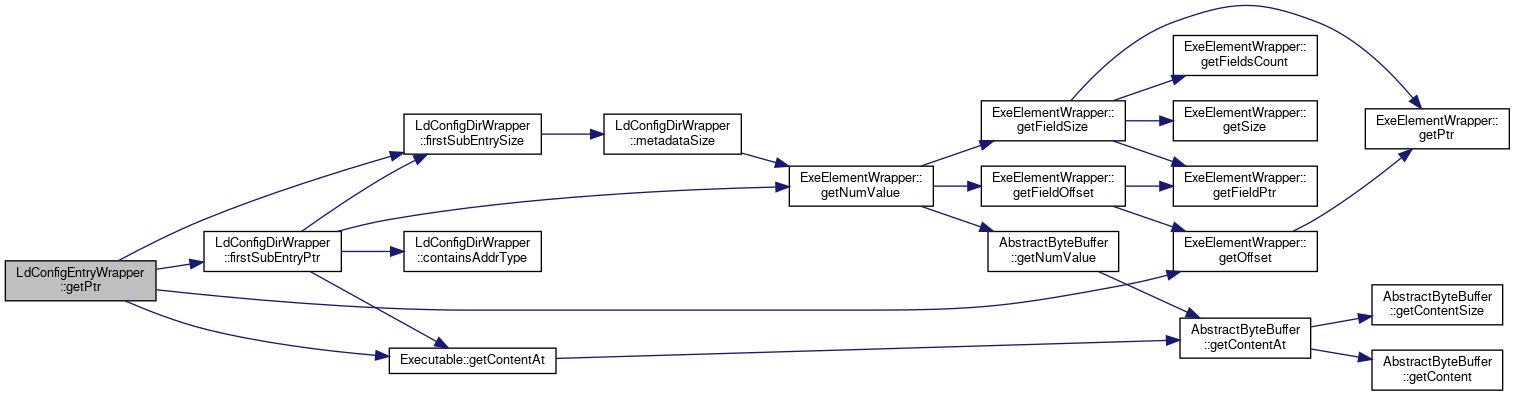 LdConfigEntryWrapper
::getPtr
LdConfigDirWrapper
::firstSubEntrySize
LdConfigDirWrapper
::firstSubEntryPtr
LdConfigDirWrapper
::containsAddrType
Executable::getContentAt
LdConfigDirWrapper
::metadataSize
ExeElementWrapper::
getNumValue
ExeElementWrapper::
getFieldSize
ExeElementWrapper::
getFieldOffset
AbstractByteBuffer
::getNumValue
ExeElementWrapper::
getFieldsCount
ExeElementWrapper::
getSize
ExeElementWrapper::
getFieldPtr
ExeElementWrapper::
getOffset
AbstractByteBuffer
::getContentAt
ExeElementWrapper::
getPtr
AbstractByteBuffer
::getContentSize
AbstractByteBuffer
::getContent